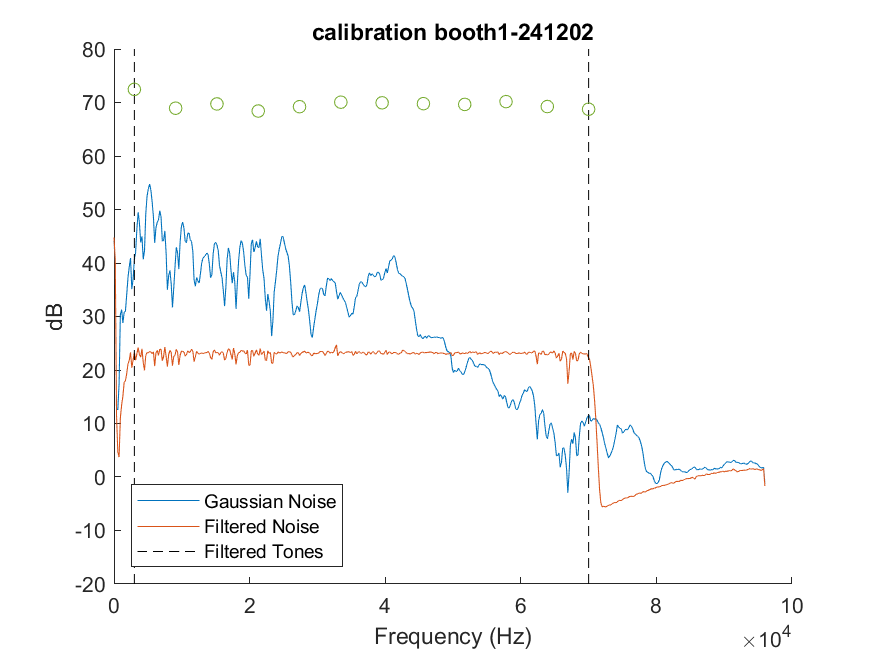 calibration booth1-241202
80
70
60
50
40
30
20
10
0
-10
-20
dB
Gaussian Noise
Filtered Noise
Filtered Tones
0 2 4 6 8 10
Frequency (Hz)
×10⁴